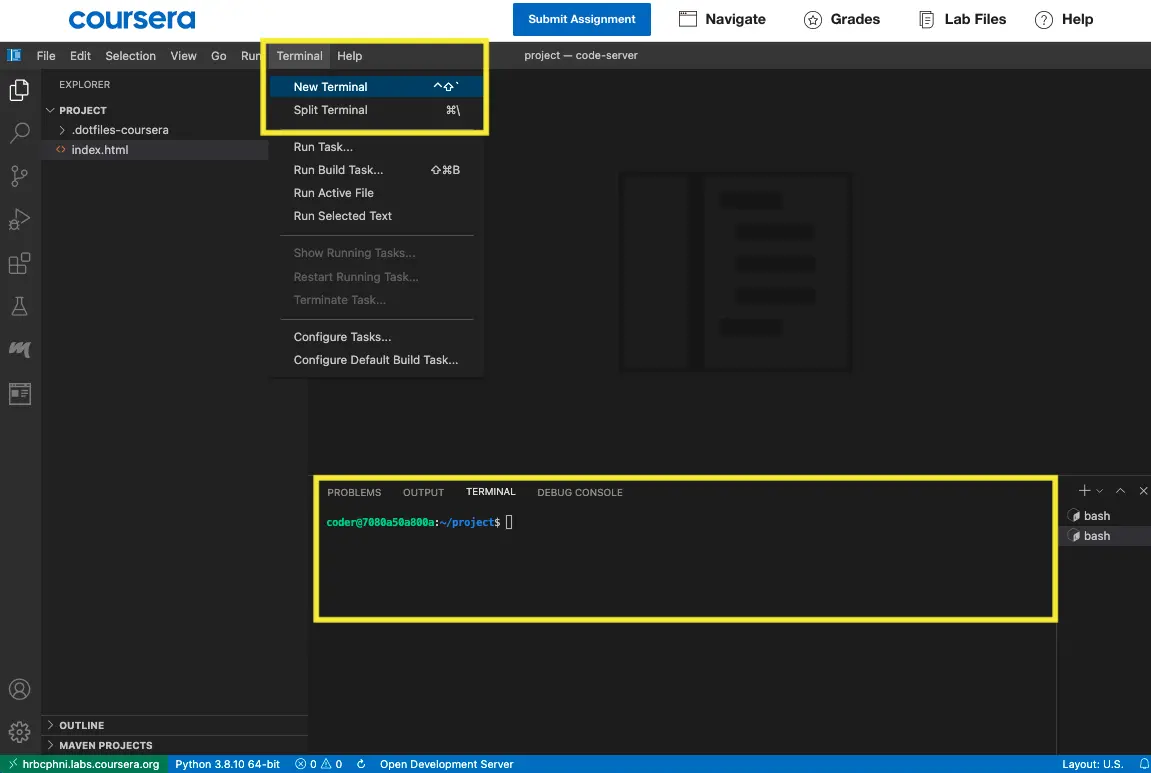 coursera
Submit Assignment
Navigate
Grades
Lab Files
Help
File Edit Selection View Go Run Terminal Help
project — code-server
EXPLORER
PROJECT
.dotfiles-coursera
index.html
New Terminal ^⇧`
Split Terminal ⌘\
Run Task...
Run Build Task... ⇧⌘B
Run Active File
Run Selected Text
Show Running Tasks...
Restart Running Task...
Terminate Task...
Configure Tasks...
Configure Default Build Task...
PROBLEMS OUTPUT TERMINAL DEBUG CONSOLE
coder@7080a50a800a:~/project$
bash
bash
OUTLINE
MAVEN PROJECTS
hrbcphni.labs.coursera.org Python 3.8.10 64-bit 0 0 Open Development Server Layout: U.S.